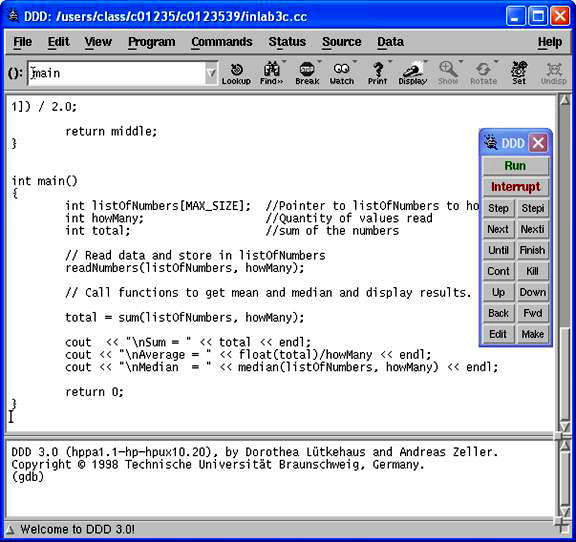 DDD: /users/class/c01235/c0123539/inlab3c.cc
File Edit View Program Commands Status Source Data Help
(): main
Lookup Find>> Break Watch Print Display Show Rotate Set Undisp
1]) / 2.0;
return middle;
}
int main()
{
int listOfNumbers[MAX_SIZE]; //Pointer to listOfNumbers to ho
int howMany; //Quantity of values read
int total; //sum of the numbers
// Read data and store in listOfNumbers
readNumbers(listOfNumbers, howMany);
// Call functions to get mean and median and display results.
total = sum(listOfNumbers, howMany);
cout << "\nSum = " << total << endl;
cout << "\nAverage = " << float(total)/howMany << endl;
cout << "\nMedian = " << median(listOfNumbers, howMany) << endl;
return 0;
}
DDD
Run
Interrupt
Step Stepi
Next Nexti
Until Finish
Cont Kill
Up Down
Back Fwd
Edit Make
DDD 3.0 (hppa1.1-hp-hpux10.20), by Dorothea Lütkehaus and Andreas Zeller.
Copyright © 1998 Technische Universität Braunschweig, Germany.
(gdb)
Welcome to DDD 3.0!